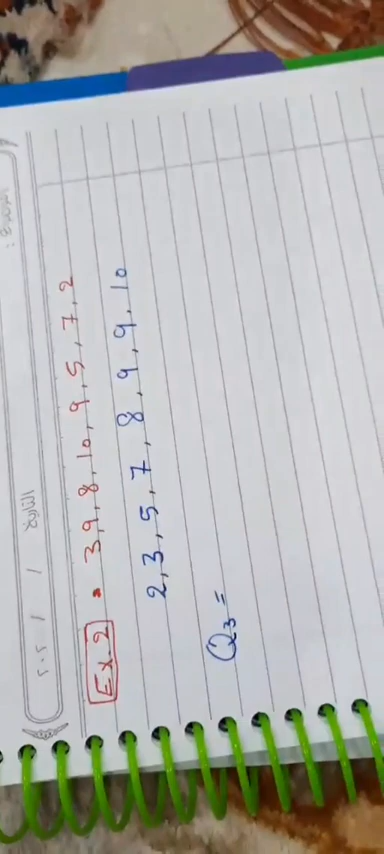 التاريخ / / ٢٠٢
Ex. 2 • 3, 9, 8, 10, 9, 5, 7, 2
2, 3, 5, 7, 8, 9, 9, 10
Q3 =